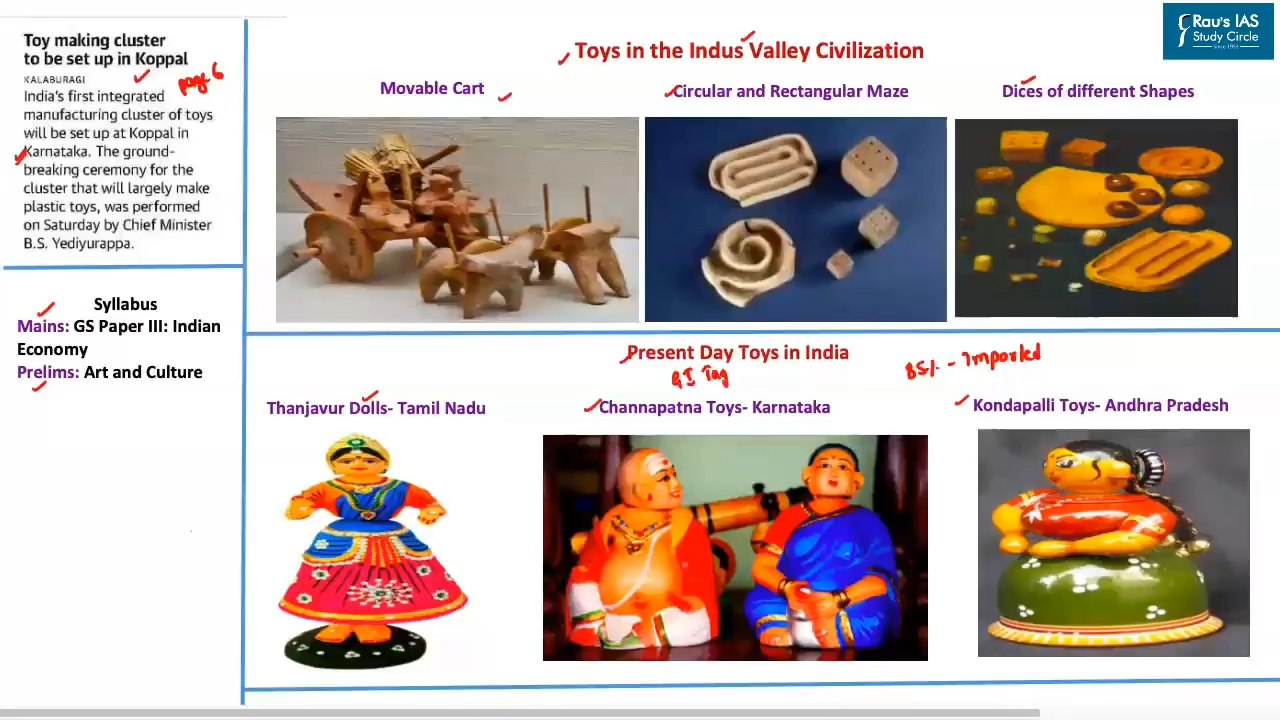 Toy making cluster
to be set up in Koppal
KALABURAGI
page 6
India's first integrated
manufacturing cluster of toys
will be set up at Koppal in
Karnataka. The ground-
breaking ceremony for the
cluster that will largely make
plastic toys, was performed
on Saturday by Chief Minister
B.S. Yediyurappa.
Syllabus
Mains: GS Paper III: Indian
Economy
Prelims: Art and Culture
Rau's IAS
Study Circle
since 1953
Toys in the Indus Valley Civilization
Movable Cart
Circular and Rectangular Maze
Dices of different Shapes
Present Day Toys in India
GI Tag
85% - Imported
Thanjavur Dolls- Tamil Nadu
Channapatna Toys- Karnataka
Kondapalli Toys- Andhra Pradesh